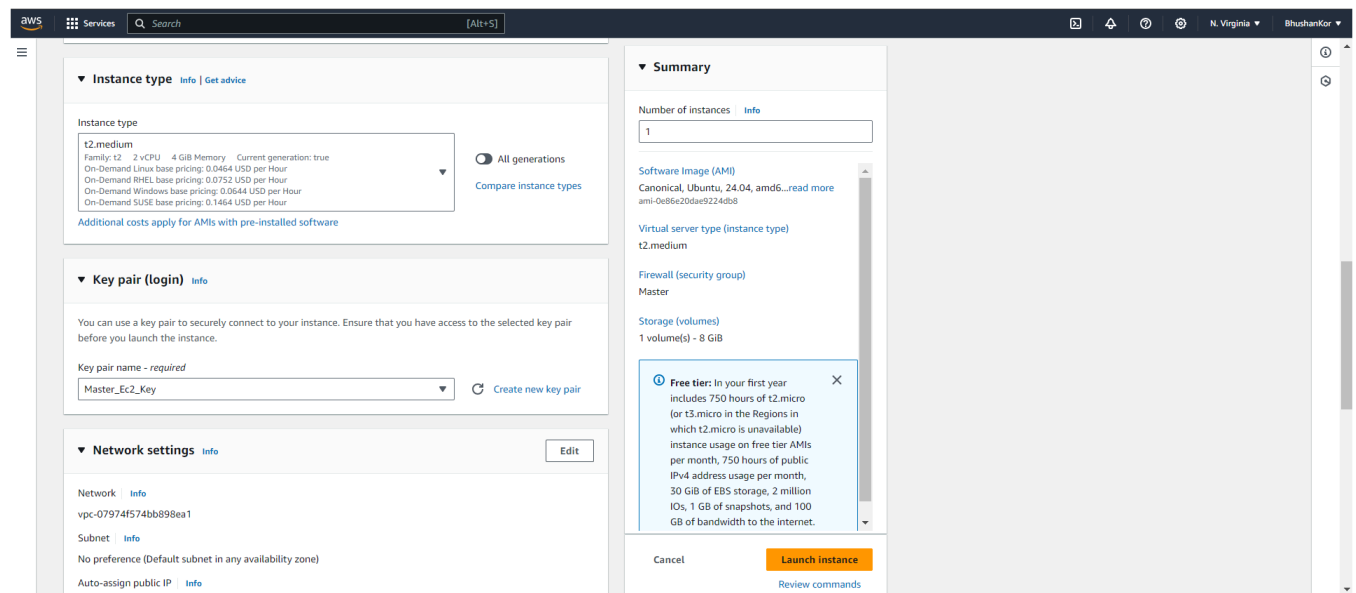 aws
Services
Search
[Alt+S]
N. Virginia
BhushanKor
Instance type
Info
Get advice
Instance type
t2.medium
Family: t2 2 vCPU 4 GiB Memory Current generation: true
On-Demand Linux base pricing: 0.0464 USD per Hour
On-Demand RHEL base pricing: 0.0752 USD per Hour
On-Demand Windows base pricing: 0.0644 USD per Hour
On-Demand SUSE base pricing: 0.1464 USD per Hour
All generations
Compare instance types
Additional costs apply for AMIs with pre-installed software
Key pair (login)
Info
You can use a key pair to securely connect to your instance. Ensure that you have access to the selected key pair
before you launch the instance.
Key pair name - required
Master_Ec2_Key
Create new key pair
Network settings
Info
Edit
Network
Info
vpc-07974f574bb898ea1
Subnet
Info
No preference (Default subnet in any availability zone)
Auto-assign public IP
Info
Summary
Number of instances
Info
1
Software Image (AMI)
Canonical, Ubuntu, 24.04, amd6...read more
ami-0e86e20dae9224db8
Virtual server type (instance type)
t2.medium
Firewall (security group)
Master
Storage (volumes)
1 volume(s) - 8 GiB
Free tier: In your first year
includes 750 hours of t2.micro
(or t3.micro in the Regions in
which t2.micro is unavailable)
instance usage on free tier AMIs
per month, 750 hours of public
IPv4 address usage per month,
30 GiB of EBS storage, 2 million
IOs, 1 GB of snapshots, and 100
GB of bandwidth to the internet.
Cancel
Launch instance
Review commands